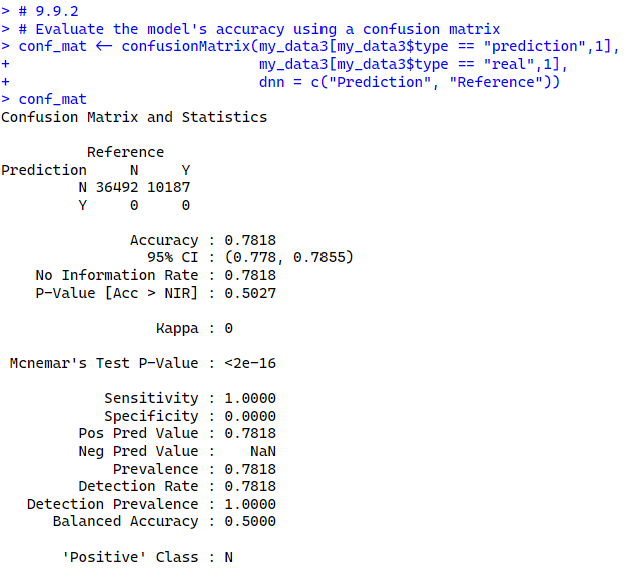 > # 9.9.2
> # Evaluate the model's accuracy using a confusion matrix
> conf_mat <- confusionMatrix(my_data3[my_data3$type == "prediction",1],
+                             my_data3[my_data3$type == "real",1],
+                             dnn = c("Prediction", "Reference"))
> conf_mat
Confusion Matrix and Statistics

          Reference
Prediction     N     Y
         N 36492 10187
         Y     0     0

               Accuracy : 0.7818
                 95% CI : (0.778, 0.7855)
    No Information Rate : 0.7818
    P-Value [Acc > NIR] : 0.5027

                  Kappa : 0

 Mcnemar's Test P-Value : <2e-16

            Sensitivity : 1.0000
            Specificity : 0.0000
         Pos Pred Value : 0.7818
         Neg Pred Value :    NaN
             Prevalence : 0.7818
         Detection Rate : 0.7818
   Detection Prevalence : 1.0000
      Balanced Accuracy : 0.5000

       'Positive' Class : N